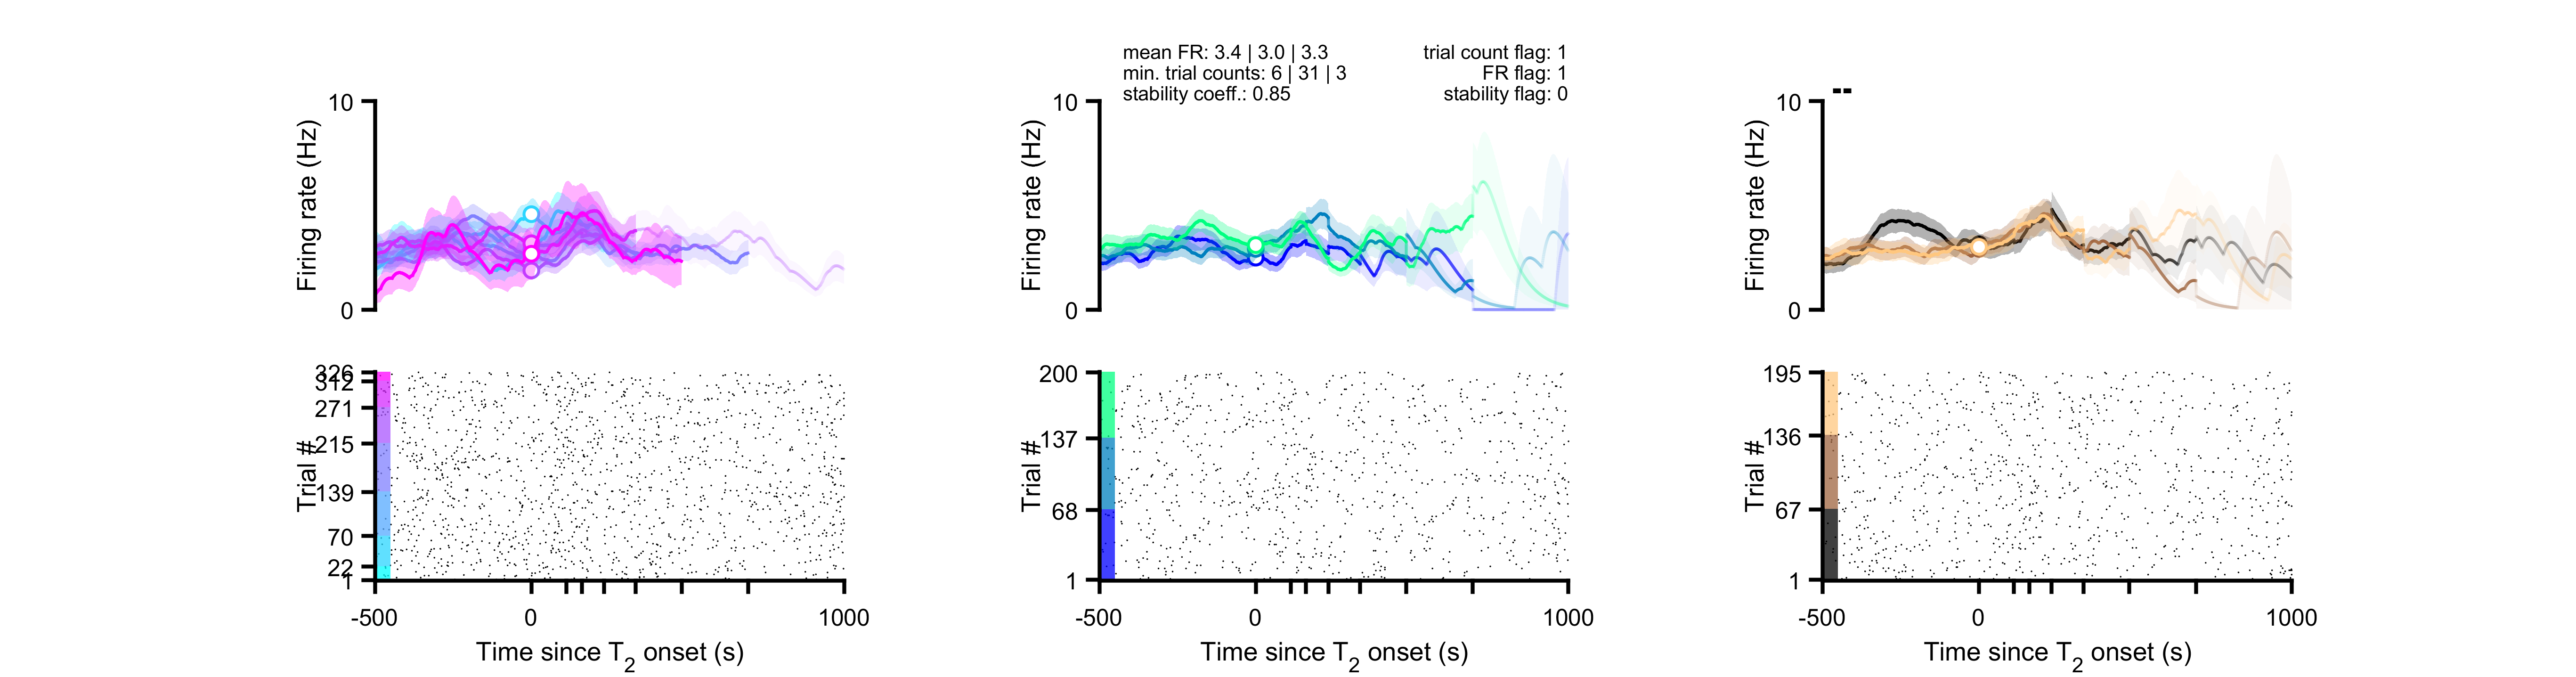 mean FR: 3.4 | 3.0 | 3.3
min. trial counts: 6 | 31 | 3
stability coeff.: 0.85
trial count flag: 1
FR flag: 1
stability flag: 0
10
Firing rate (Hz)
0
10
Firing rate (Hz)
0
10
--
Firing rate (Hz)
0
326
312
271
215
139
70
22
1
Trial #
-500
0
1000
Time since T2 onset (s)
200
137
68
1
Trial #
-500
0
1000
Time since T2 onset (s)
195
136
67
1
Trial #
-500
0
1000
Time since T2 onset (s)